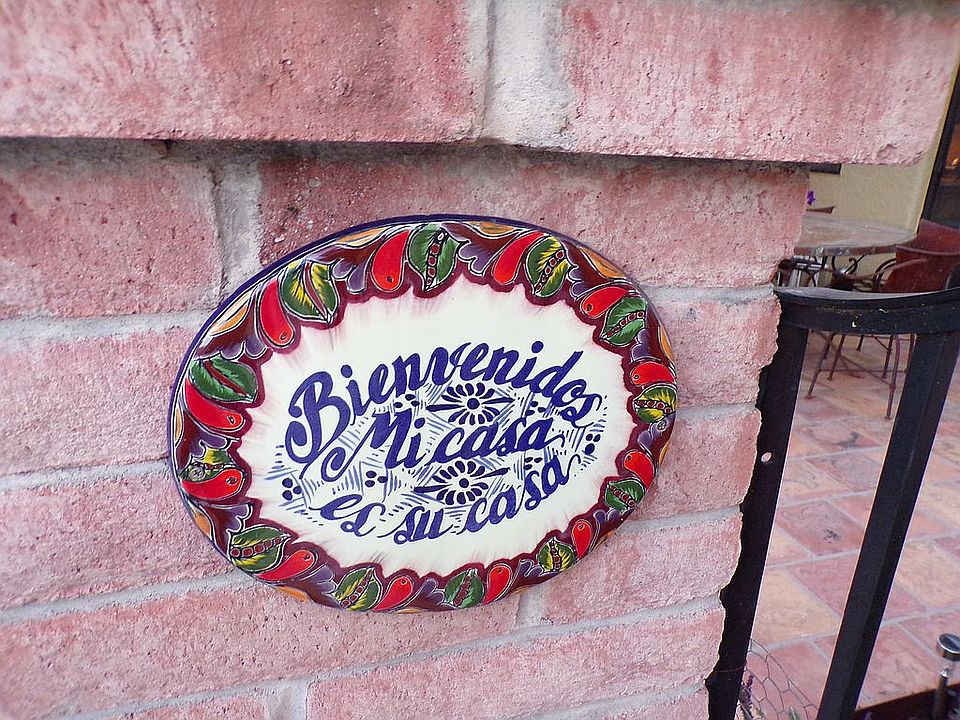 Bienvenidos
Mi casa
es su casa